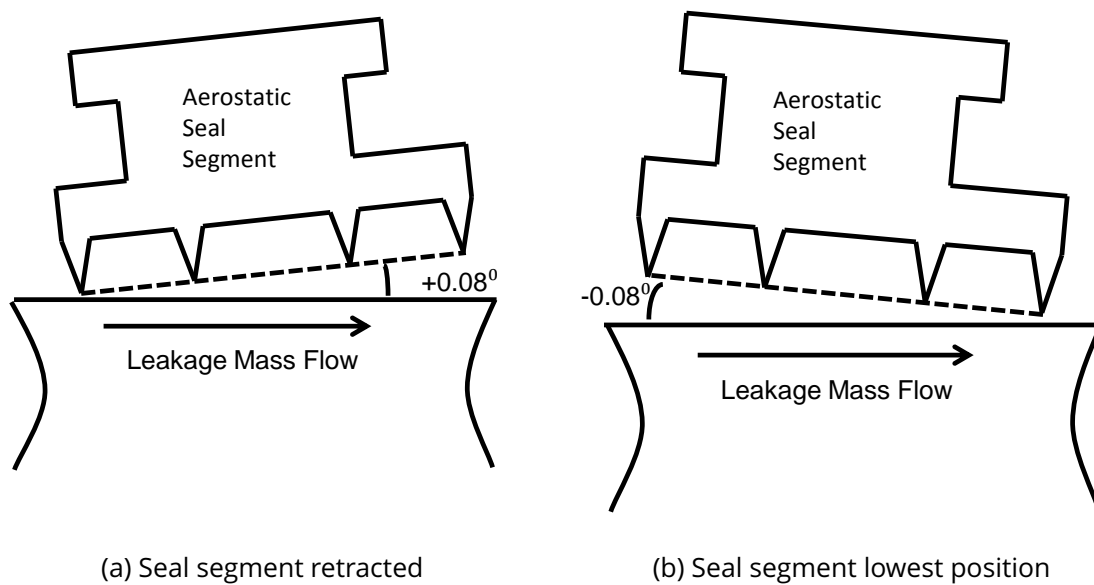 Aerostatic
Seal
Segment
+0.08⁰
Leakage Mass Flow
(a) Seal segment retracted
Aerostatic
Seal
Segment
-0.08⁰
Leakage Mass Flow
(b) Seal segment lowest position